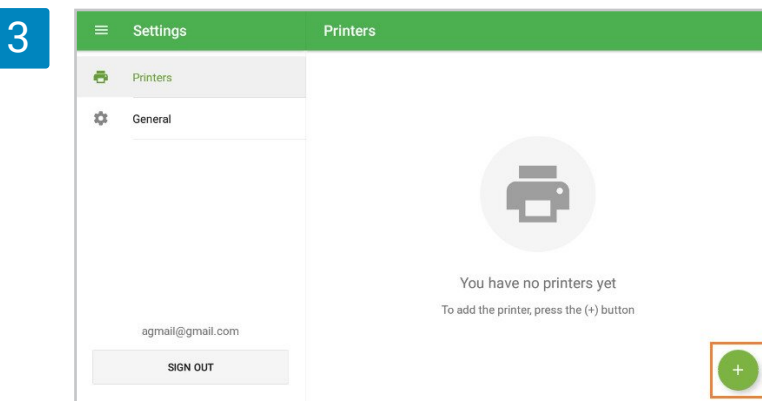 3
Settings
Printers
Printers
General
You have no printers yet
To add the printer, press the (+) button
agmail@gmail.com
SIGN OUT
+